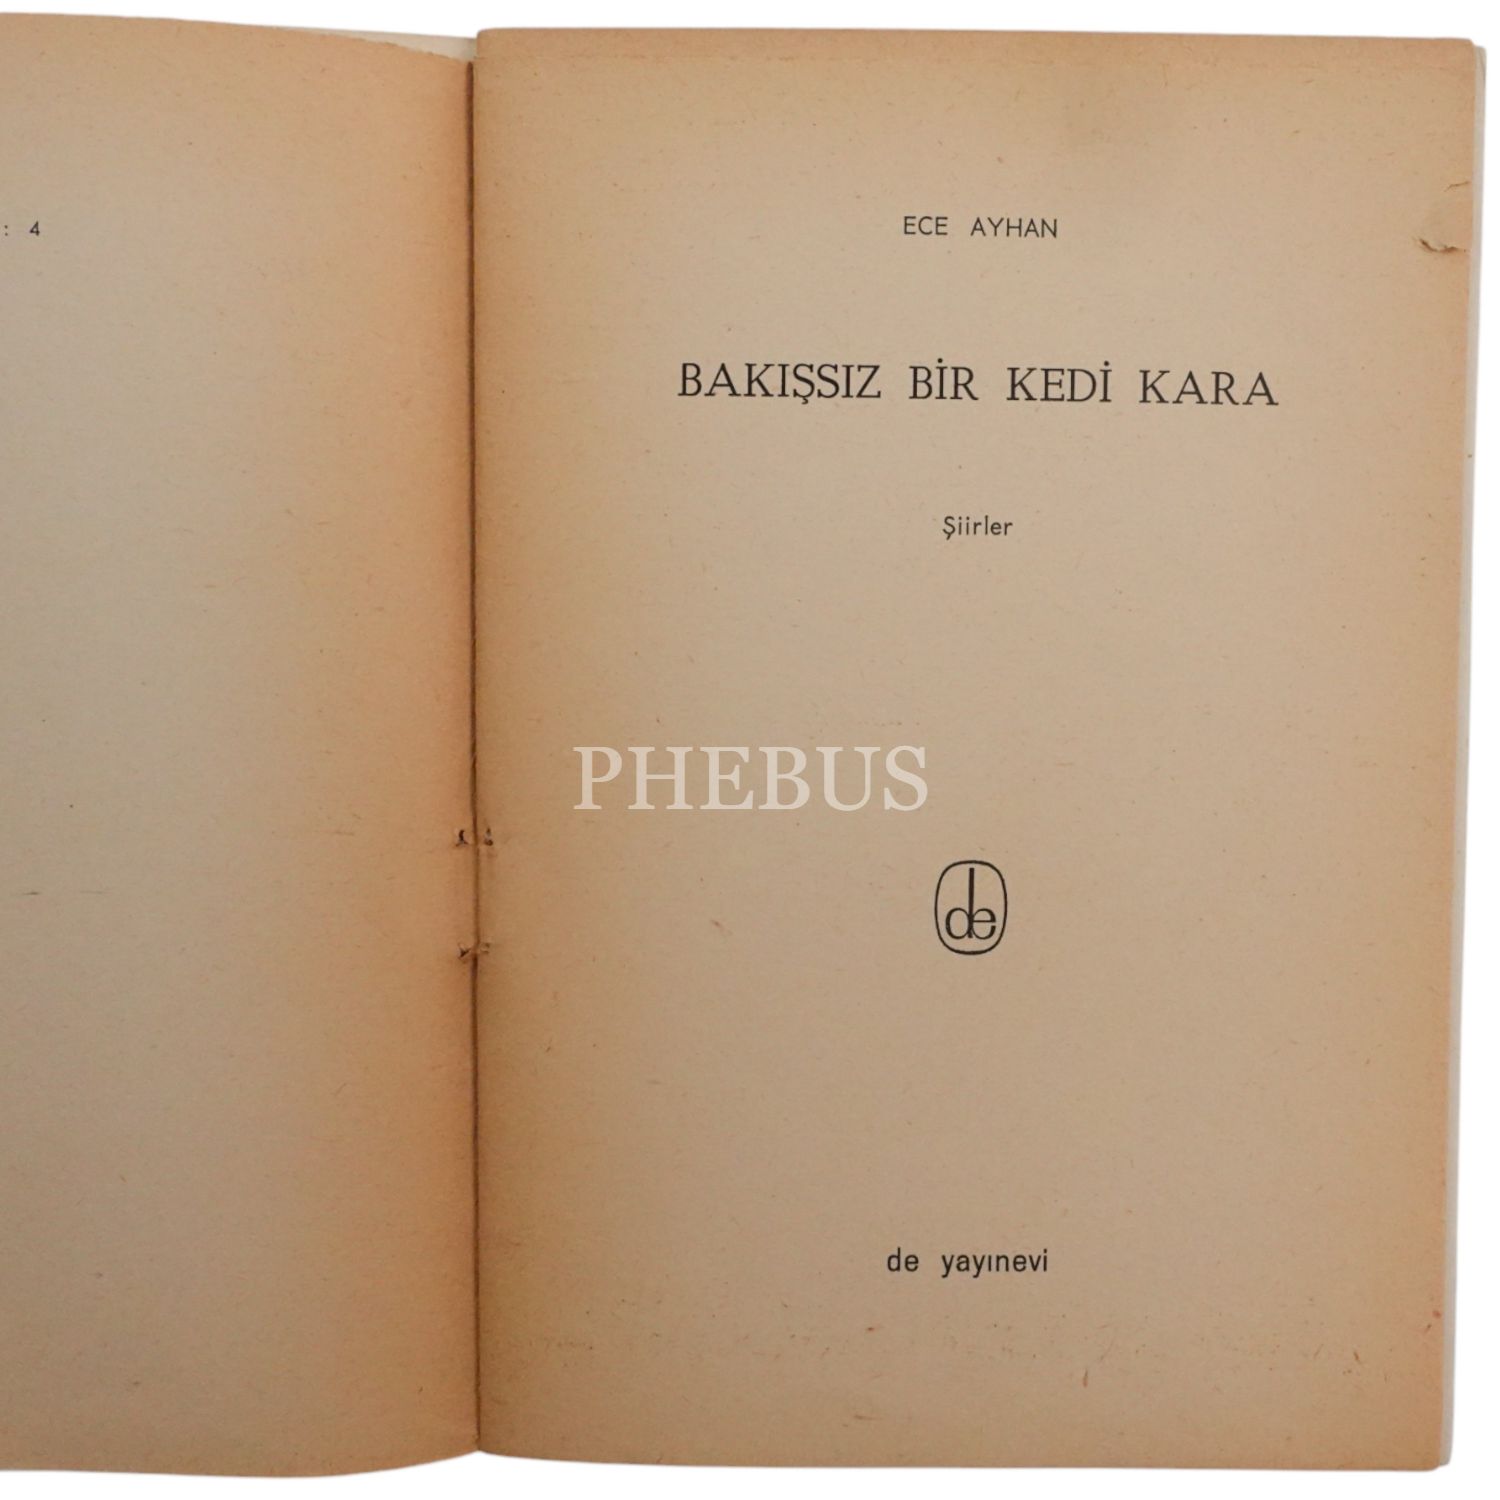 : 4
ECE AYHAN
BAKIŞSIZ BİR KEDİ KARA
Şiirler
PHEBUS
de
de yayınevi